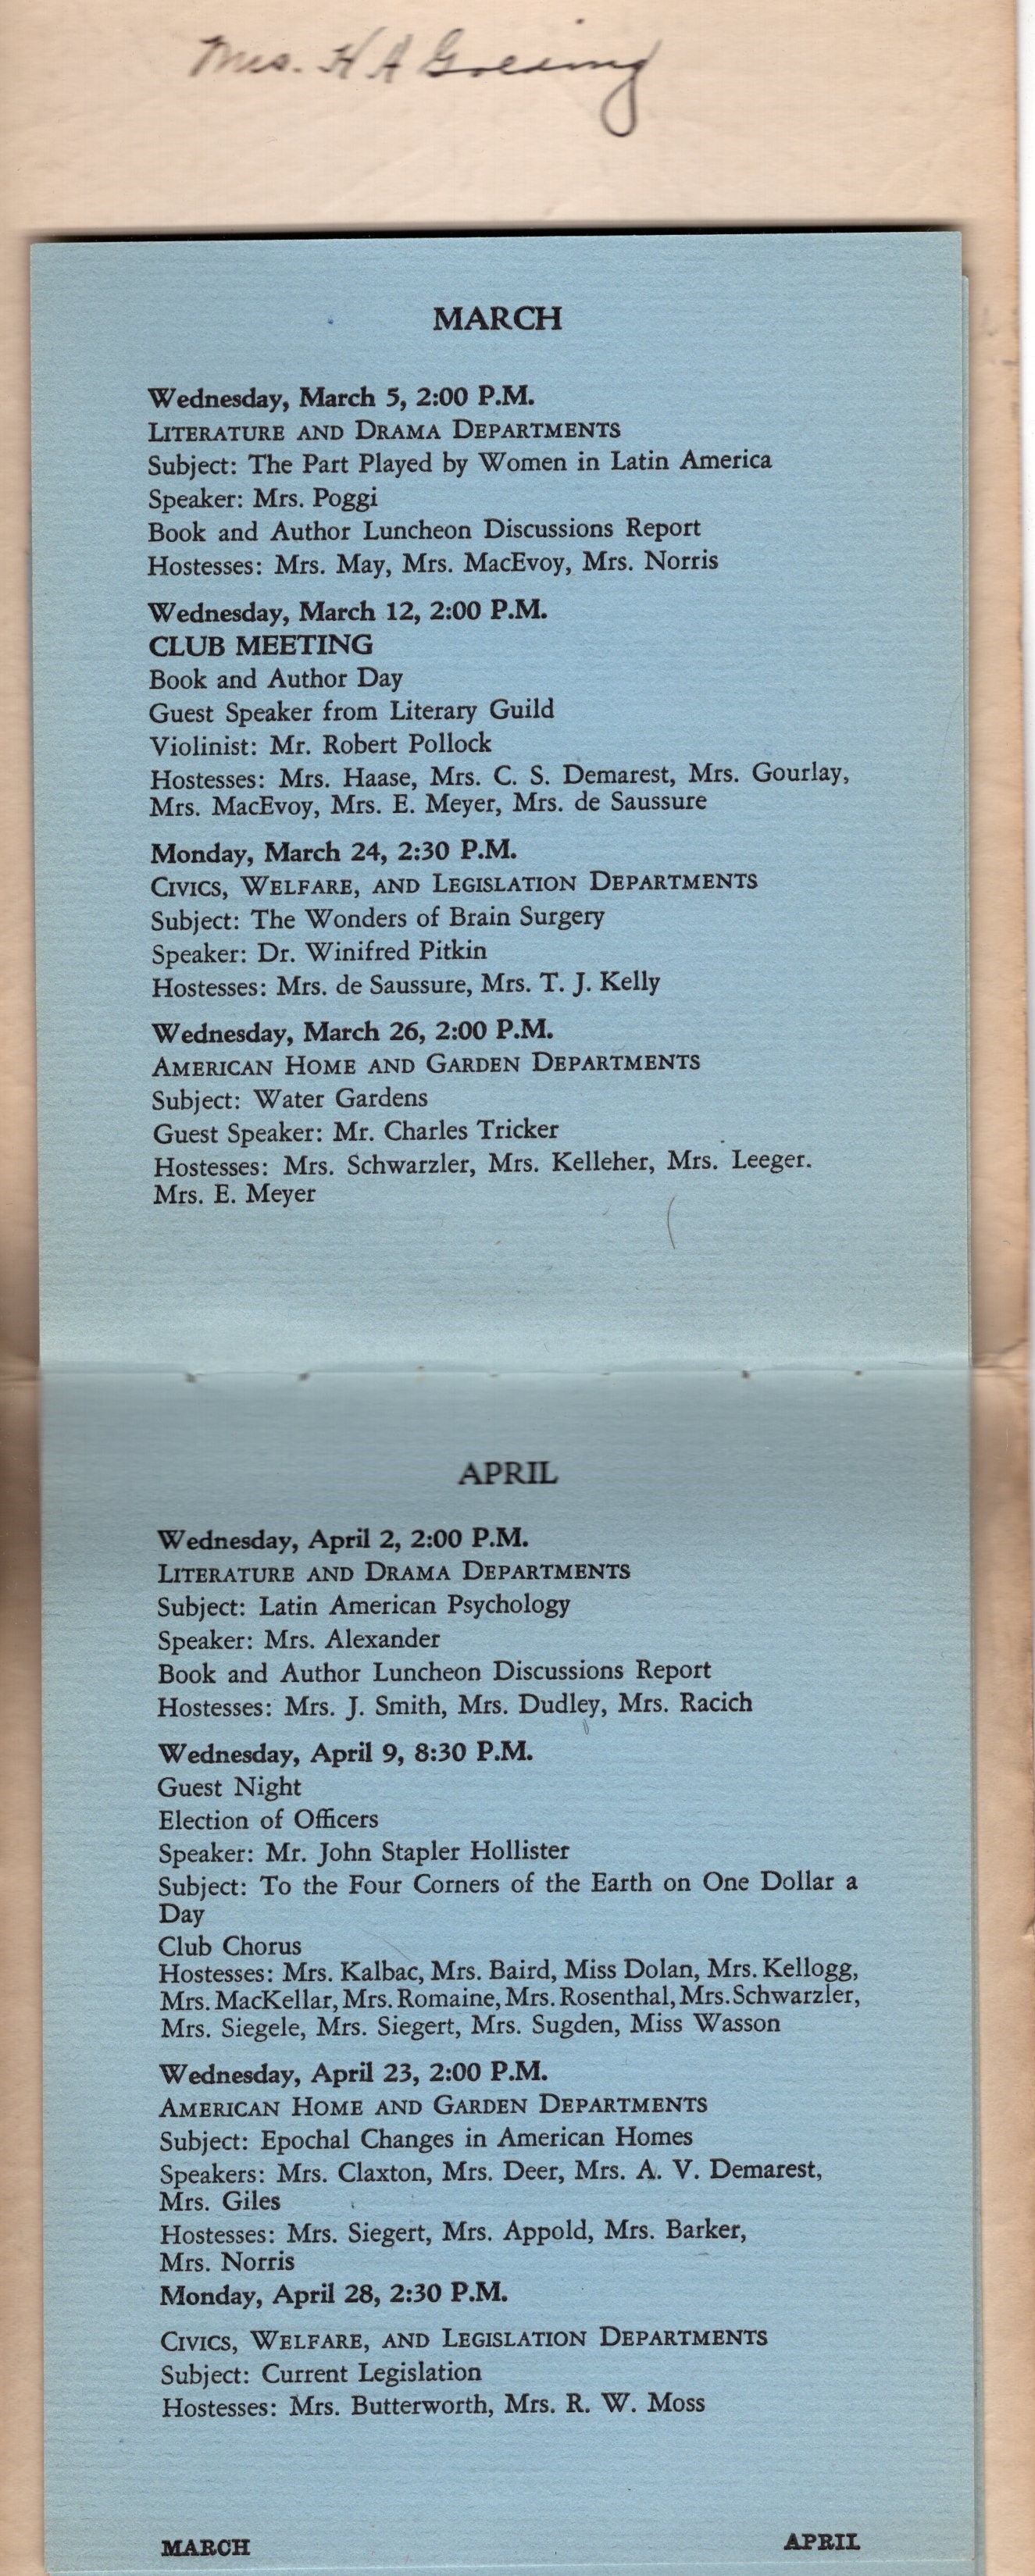 Mrs. H A Goesing
MARCH
Wednesday, March 5, 2:00 P.M.
LITERATURE AND DRAMA DEPARTMENTS
Subject: The Part Played by Women in Latin America
Speaker: Mrs. Poggi
Book and Author Luncheon Discussions Report
Hostesses: Mrs. May, Mrs. MacEvoy, Mrs. Norris
Wednesday, March 12, 2:00 P.M.
CLUB MEETING
Book and Author Day
Guest Speaker from Literary Guild
Violinist: Mr. Robert Pollock
Hostesses: Mrs. Haase, Mrs. C. S. Demarest, Mrs. Gourlay,
Mrs. MacEvoy, Mrs. E. Meyer, Mrs. de Saussure
Monday, March 24, 2:30 P.M.
CIVICS, WELFARE, AND LEGISLATION DEPARTMENTS
Subject: The Wonders of Brain Surgery
Speaker: Dr. Winifred Pitkin
Hostesses: Mrs. de Saussure, Mrs. T. J. Kelly
Wednesday, March 26, 2:00 P.M.
AMERICAN HOME AND GARDEN DEPARTMENTS
Subject: Water Gardens
Guest Speaker: Mr. Charles Tricker
Hostesses: Mrs. Schwarzler, Mrs. Kelleher, Mrs. Leeger.
Mrs. E. Meyer
APRIL
Wednesday, April 2, 2:00 P.M.
LITERATURE AND DRAMA DEPARTMENTS
Subject: Latin American Psychology
Speaker: Mrs. Alexander
Book and Author Luncheon Discussions Report
Hostesses: Mrs. J. Smith, Mrs. Dudley, Mrs. Racich
Wednesday, April 9, 8:30 P.M.
Guest Night
Election of Officers
Speaker: Mr. John Stapler Hollister
Subject: To the Four Corners of the Earth on One Dollar a
Day
Club Chorus
Hostesses: Mrs. Kalbac, Mrs. Baird, Miss Dolan, Mrs. Kellogg,
Mrs. MacKellar, Mrs. Romaine, Mrs. Rosenthal, Mrs. Schwarzler,
Mrs. Siegele, Mrs. Siegert, Mrs. Sugden, Miss Wasson
Wednesday, April 23, 2:00 P.M.
AMERICAN HOME AND GARDEN DEPARTMENTS
Subject: Epochal Changes in American Homes
Speakers: Mrs. Claxton, Mrs. Deer, Mrs. A. V. Demarest,
Mrs. Giles
Hostesses: Mrs. Siegert, Mrs. Appold, Mrs. Barker,
Mrs. Norris
Monday, April 28, 2:30 P.M.
CIVICS, WELFARE, AND LEGISLATION DEPARTMENTS
Subject: Current Legislation
Hostesses: Mrs. Butterworth, Mrs. R. W. Moss
MARCH
APRIL